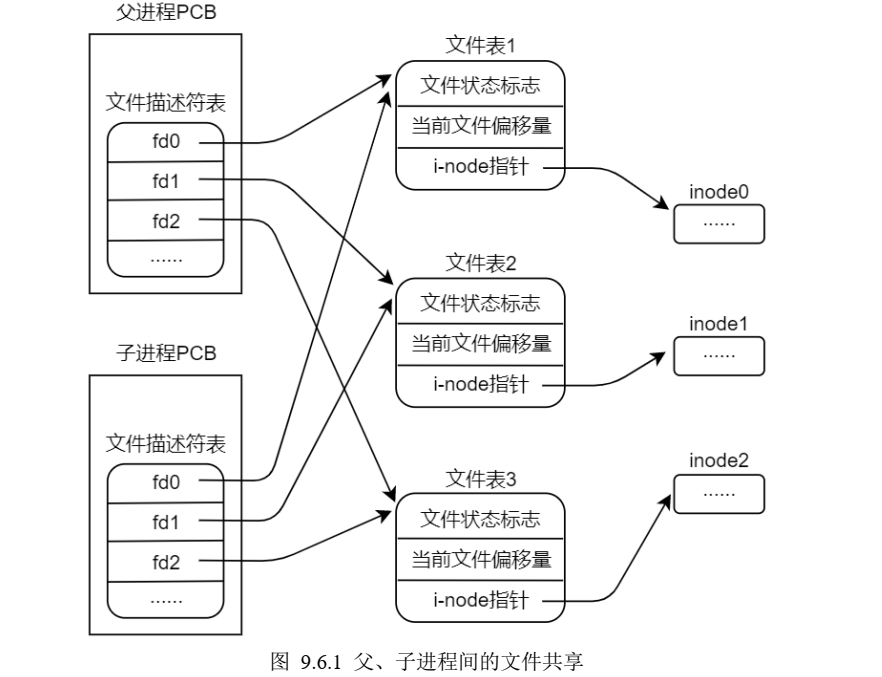 父进程PCB
文件描述符表
fd0
fd1
fd2
......
子进程PCB
文件描述符表
fd0
fd1
fd2
......
文件表1
文件状态标志
当前文件偏移量
i-node指针
文件表2
文件状态标志
当前文件偏移量
i-node指针
文件表3
文件状态标志
当前文件偏移量
i-node指针
inode0
......
inode1
......
inode2
......
图 9.6.1 父、子进程间的文件共享